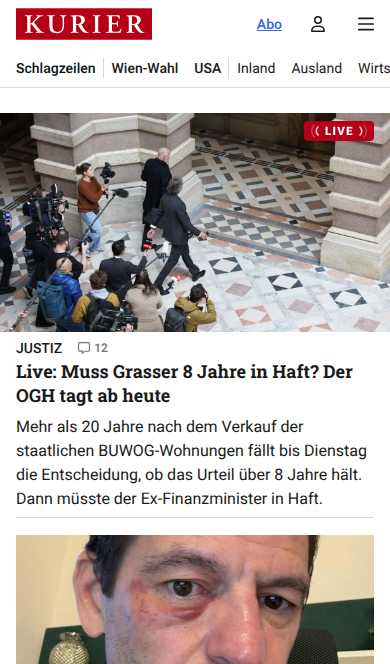 KURIER
Abo
Schlagzeilen Wien-Wahl USA Inland Ausland Wirts
LIVE
JUSTIZ 12
Live: Muss Grasser 8 Jahre in Haft? Der
OGH tagt ab heute
Mehr als 20 Jahre nach dem Verkauf der
staatlichen BUWOG-Wohnungen fällt bis Dienstag
die Entscheidung, ob das Urteil über 8 Jahre hält.
Dann müsste der Ex-Finanzminister in Haft.